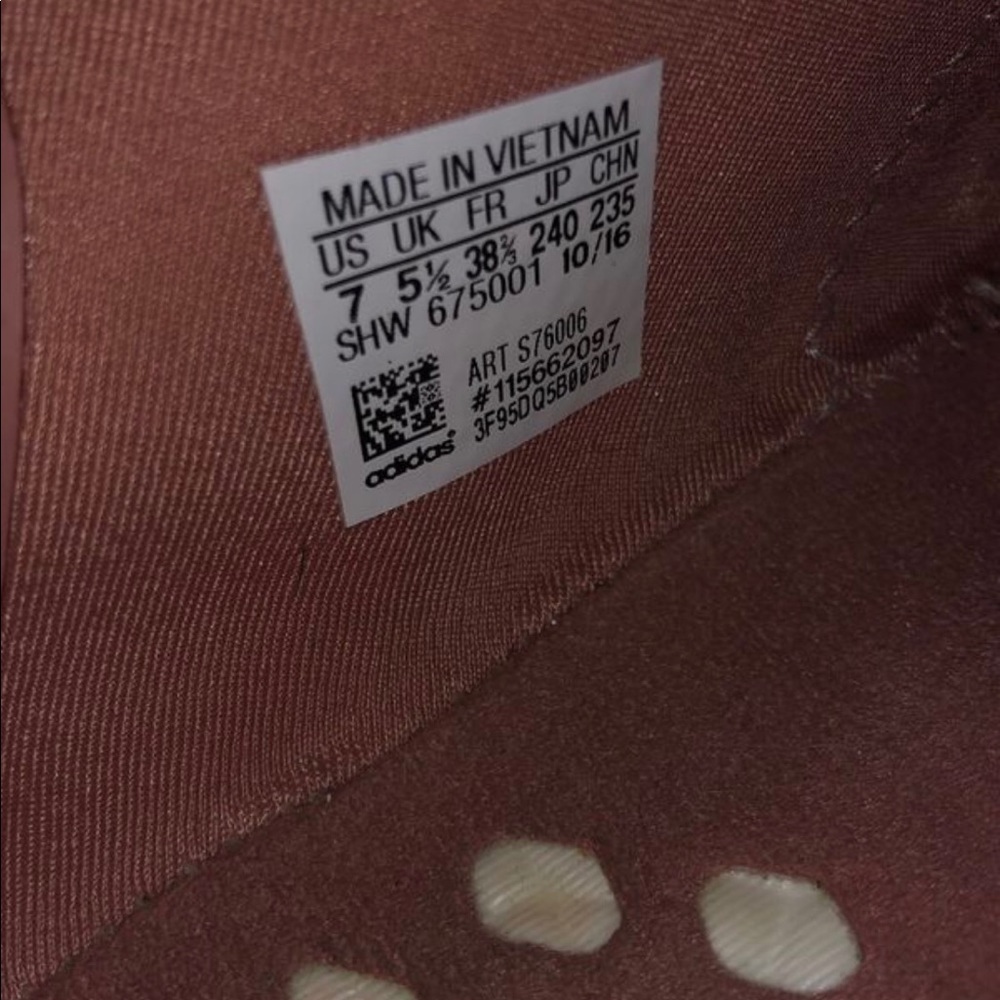 MADE IN VIETNAM
US UK FR JP CHN
7 5½ 38⅔ 240 235
SHW 675001 10/16
ART S76006
#115662097
3F95DQ5B00207
adidas®